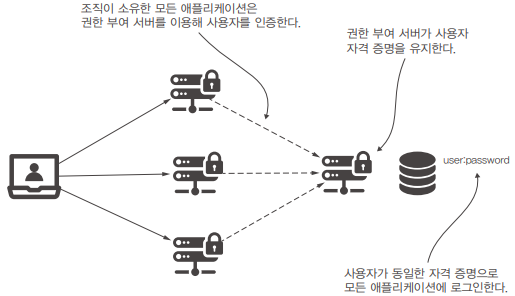 조직이 소유한 모든 애플리케이션은
권한 부여 서버를 이용해 사용자를 인증한다.
권한 부여 서버가 사용자
자격 증명을 유지한다.
user:password
사용자가 동일한 자격 증명으로
모든 애플리케이션에 로그인한다.